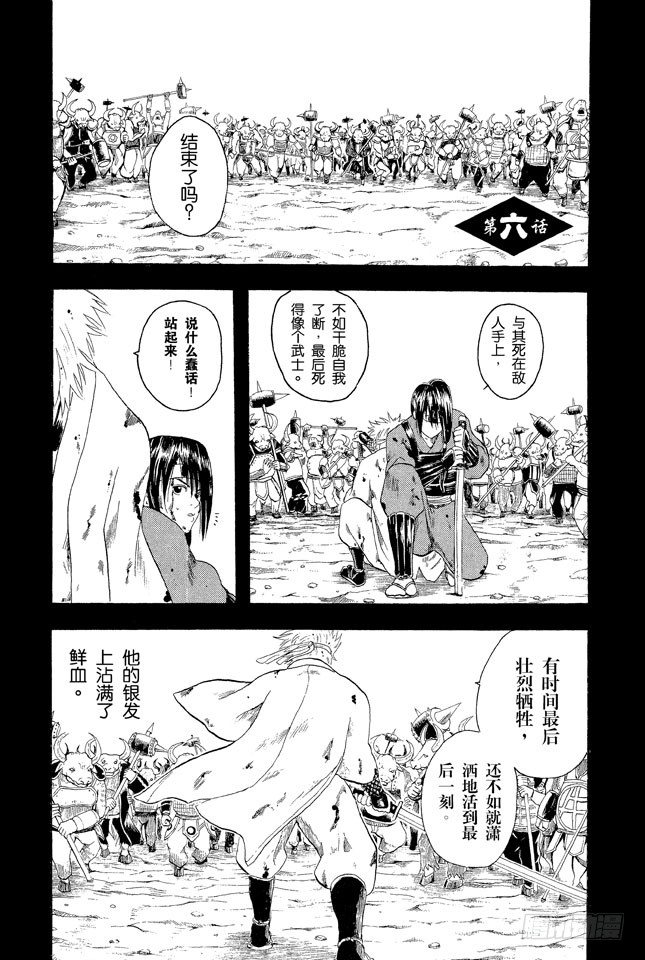 结束了吗？
第六话
与其死在敌
人手上，
不如干脆自我
了断，最后死
得像个武士。
说什么蠢话！
站起来！
有时间最后
壮烈牺牲，
还不如就潇
洒地活到最
后一刻。
他的银发
上沾满了
鲜血。